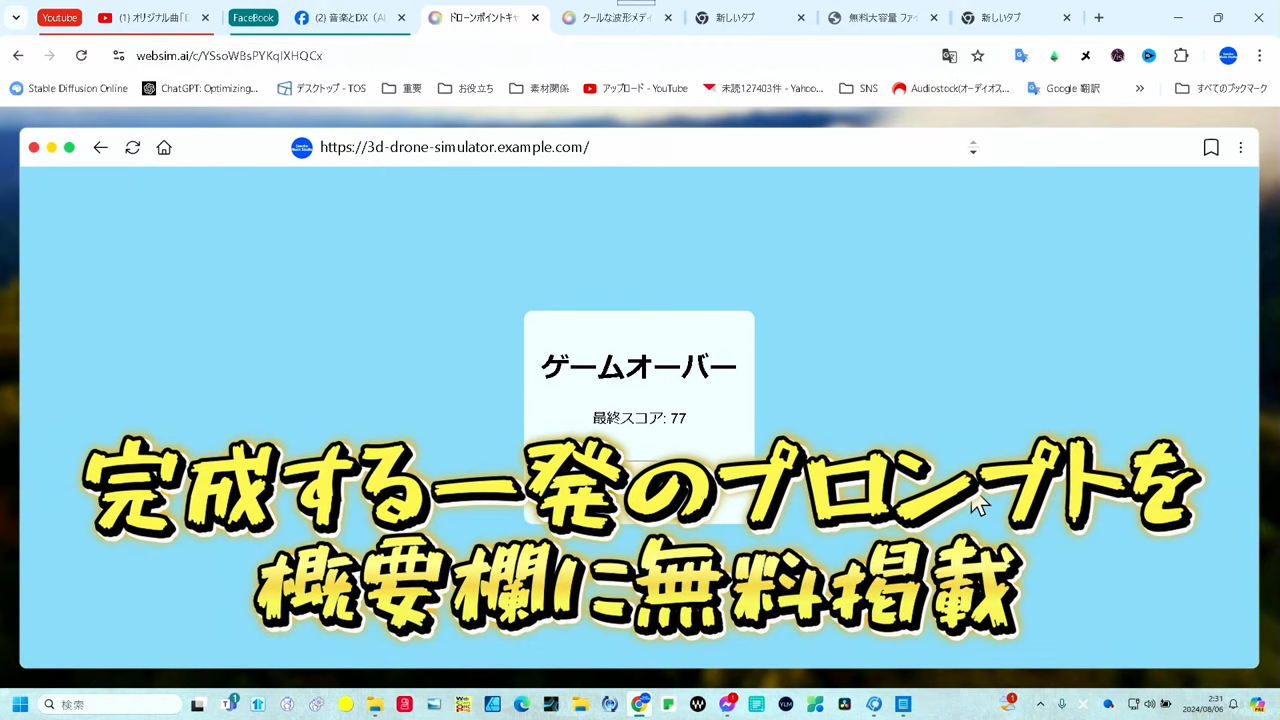 Youtube
(1) オリジナル曲「D
FaceBook
(2) 音楽とDX（AI
ドローンポイントキャ
クールな波形メディ
新しいタブ
無料大容量 ファイ
新しいタブ
websim.ai/c/YSsoWBsPYKqIXHQCx
Stable Diffusion Online
ChatGPT: Optimizing...
デスクトップ - TOS
重要
お役立ち
素材関係
アップロード - YouTube
未読127403件 - Yahoo...
SNS
Audiostock(オーディオス...
Google 翻訳
»
すべてのブックマーク
https://3d-drone-simulator.example.com/
ゲームオーバー
最終スコア: 77
完成する一発のプロンプトを
概要欄に無料掲載
検索
2:31
2024/08/06